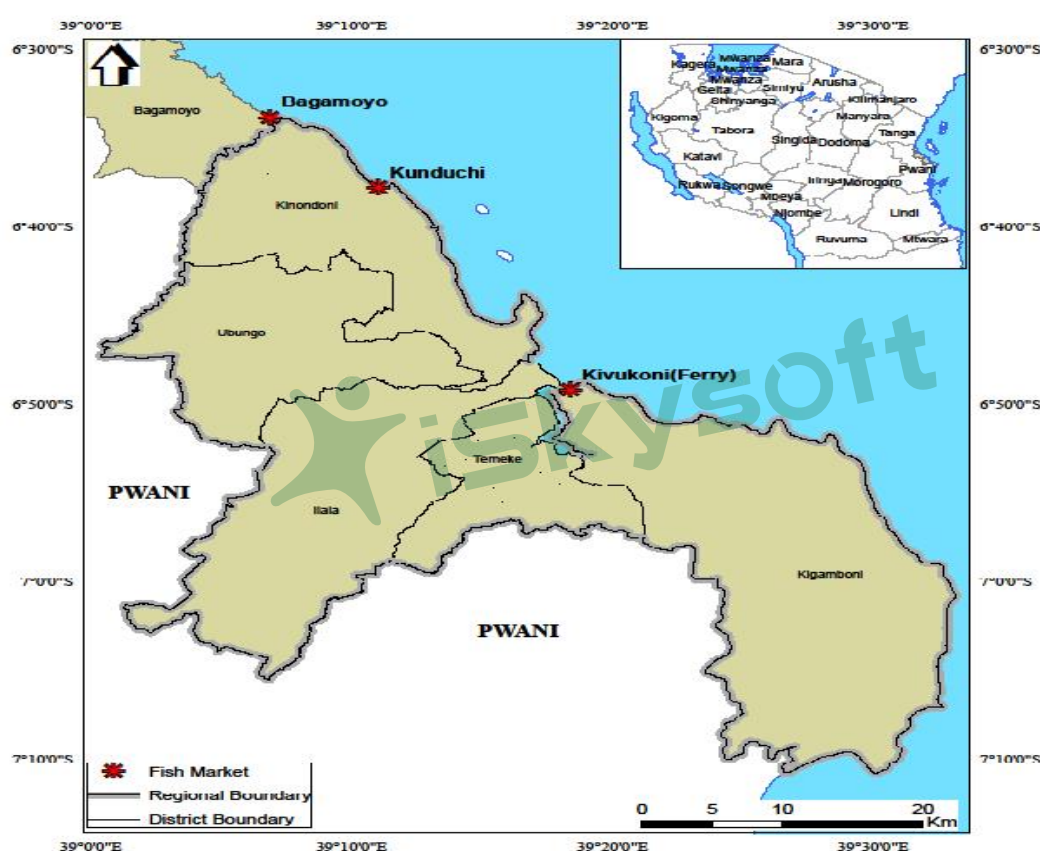 39°0'0"E 39°10'0"E 39°20'0"E 39°30'0"E
6°30'0"S 6°30'0"S
Kagera
Mwanza
Mara
Mwanza
Mwanza
Geita
Simiyu
Arusha
Shinyanga
Kilimanjaro
Kigoma
Manyara
Tabora
Tanga
Singida
Dodoma
Katavi
Pwani
Rukwa
Songwe
Iringa
Morogoro
Mbeya
Njombe
Lindi
Ruvuma
Mtwara
Bagamoyo
Dagamoyo
Kunduchi
Kinondoni
6°40'0"S 6°40'0"S
Ubungo
iSkysoft
Kivukoni(Ferry)
6°50'0"S 6°50'0"S
Temeke
PWANI
Ilala
7°0'0"S 7°0'0"S
Kigamboni
PWANI
7°10'0"S 7°10'0"S
Fish Market
Regional Boundary
District Boundary
0 5 10 20
Km
39°0'0"E 39°10'0"E 39°20'0"E 39°30'0"E